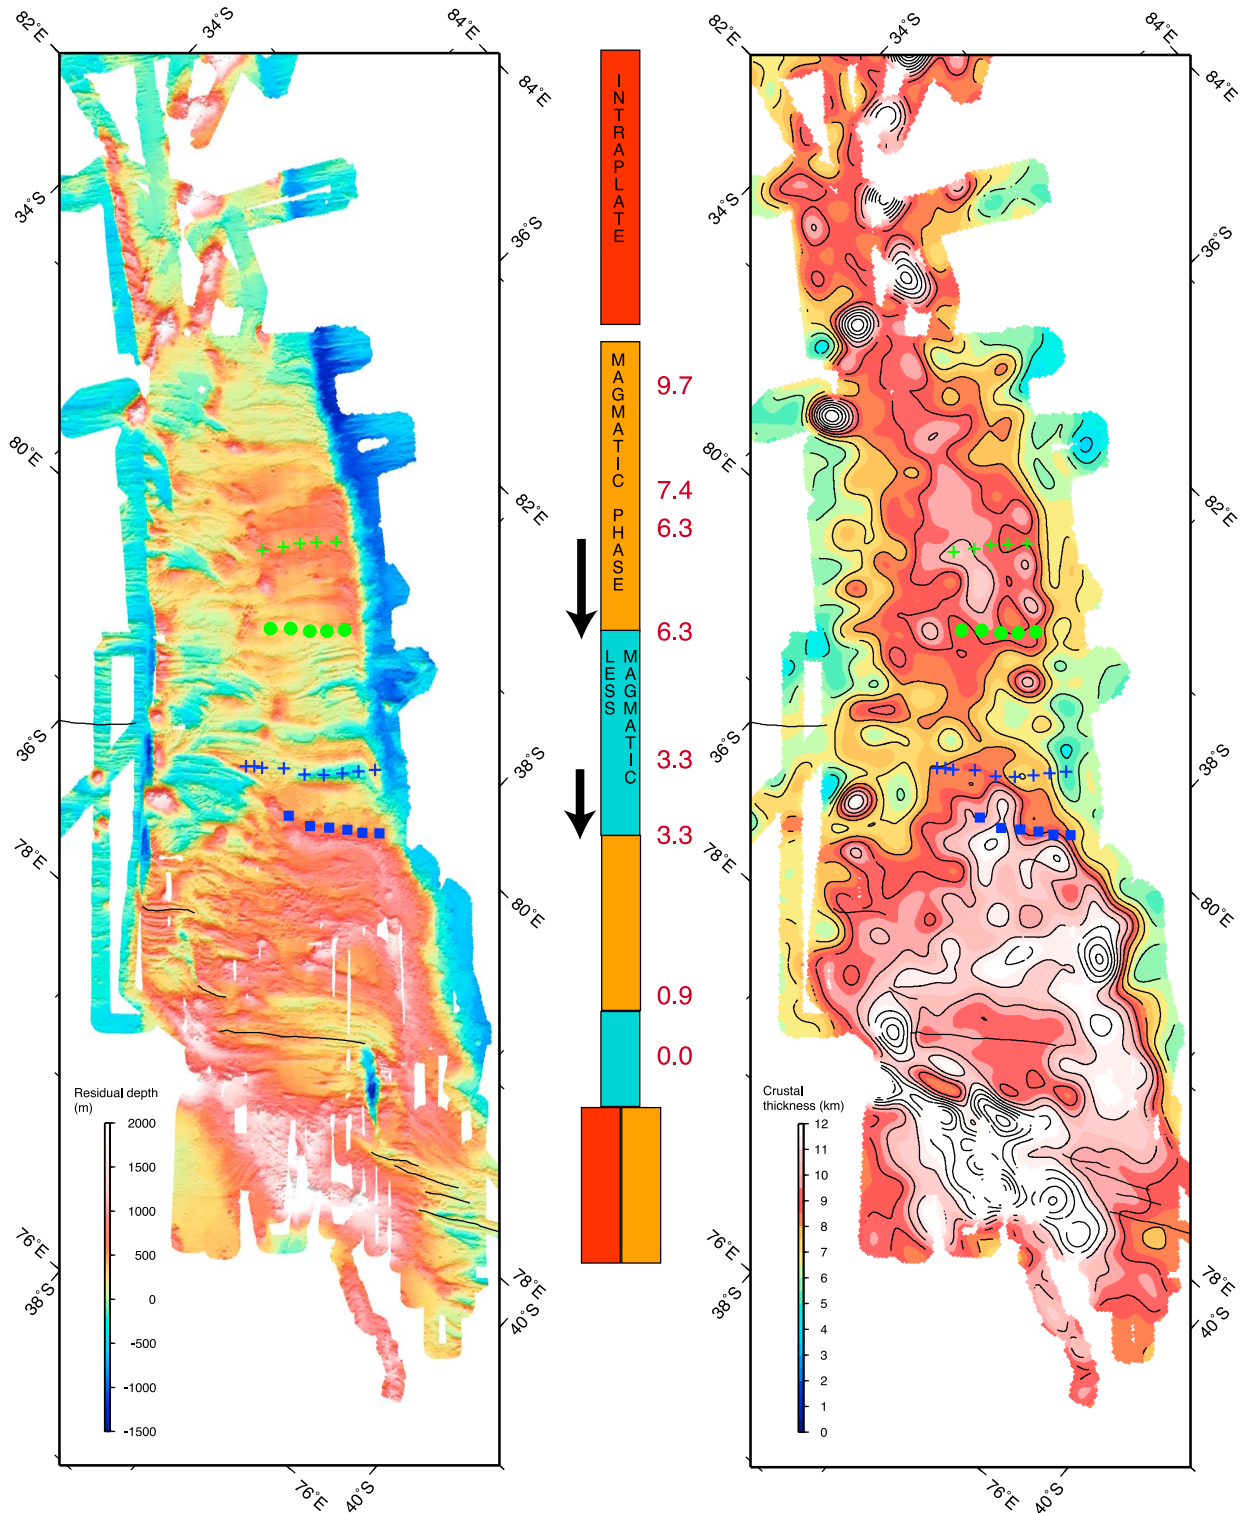 82˚E
34˚S
84˚E
84˚E
34˚S
36˚S
80˚E
82˚E
36˚S
38˚S
78˚E
80˚E
76˚E
38˚S
78˚E
40˚S
76˚E
40˚S
Residual depth
(m)
2000
1500
1000
500
0
-500
-1000
-1500
INTRAPLATE
MAGMATIC PHASE
LESS
MAGMATIC
9.7
7.4
6.3
6.3
3.3
3.3
0.9
0.0
82˚E
34˚S
84˚E
84˚E
34˚S
36˚S
80˚E
82˚E
36˚S
38˚S
78˚E
80˚E
76˚E
38˚S
78˚E
40˚S
76˚E
40˚S
Crustal
thickness (km)
12
11
10
9
8
7
6
5
4
3
2
1
0